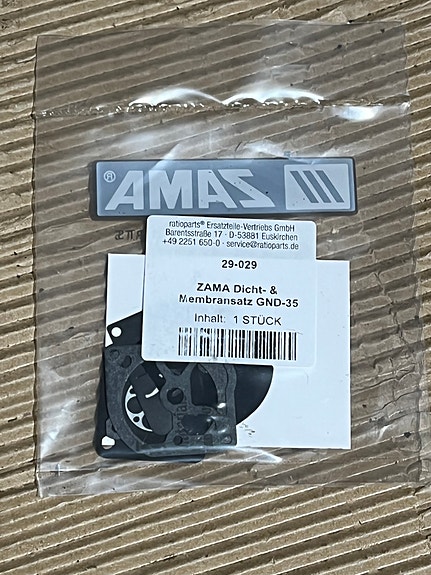 ZAMA®
ratioparts® Ersatzteile-Vertriebs GmbH
Barentsstraße 17 · D-53881 Euskirchen
+49 2251 650-0 · service@ratioparts.de
29-029
ZAMA Dicht- &
Membransatz GND-35
Inhalt: 1 STÜCK